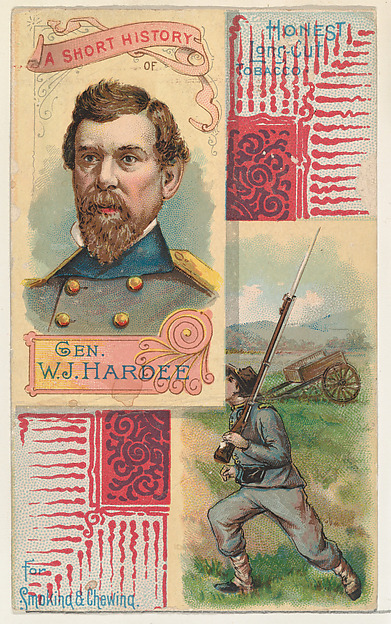 A SHORT HISTORY
OF
GEN.
W.J. HARDEE
HONEST
Long Cut
TOBACCO
For
Smoking & Chewing.